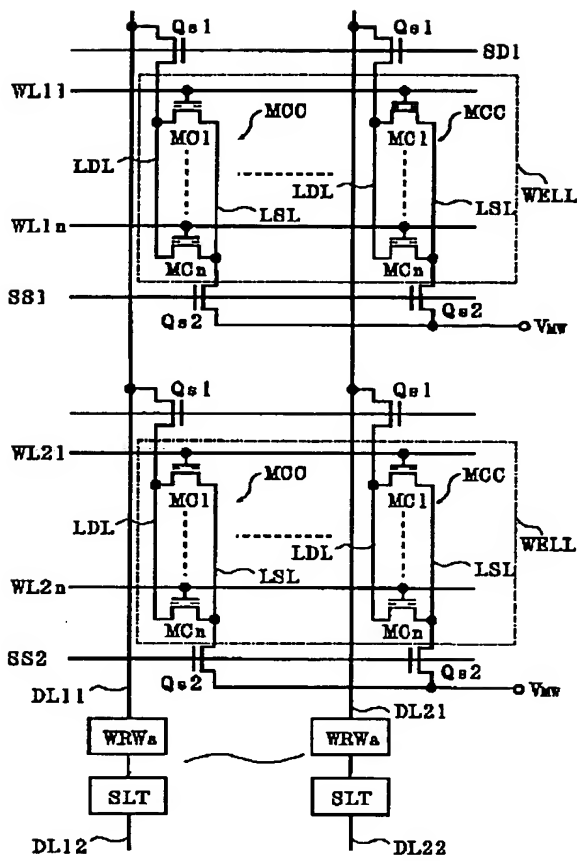 Qs1 Qs1
SD1
WL11
MC1 MCC MC1 MCC
LDL LDL WELL
WL1n LSL LSL
MCn MCn
SS1
Qs2 Qs2
VMW
Qs1 Qs1
WL21
MC1 MCC MC1 MCC
LDL LDL WELL
WL2n LSL LSL
MCn MCn
SS2
Qs2 Qs2
VMW
DL11 DL21
WRWa WRWa
SLT SLT
DL12 DL22